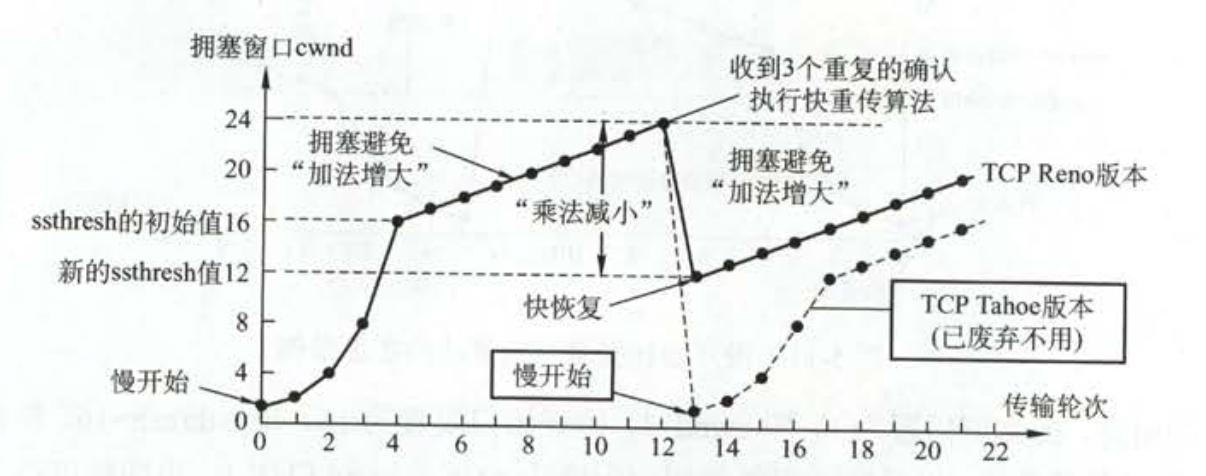 拥塞窗口cwnd
收到3个重复的确认
执行快重传算法
24
拥塞避免
“加法增大”
拥塞避免
“加法增大”
20
TCP Reno版本
“乘法减小”
ssthresh的初始值16
新的ssthresh值12
快恢复
TCP Tahoe版本
(已废弃不用)
8
慢开始
慢开始
4
传输轮次
0
0 2 4 6 8 10 12 14 16 18 20 22